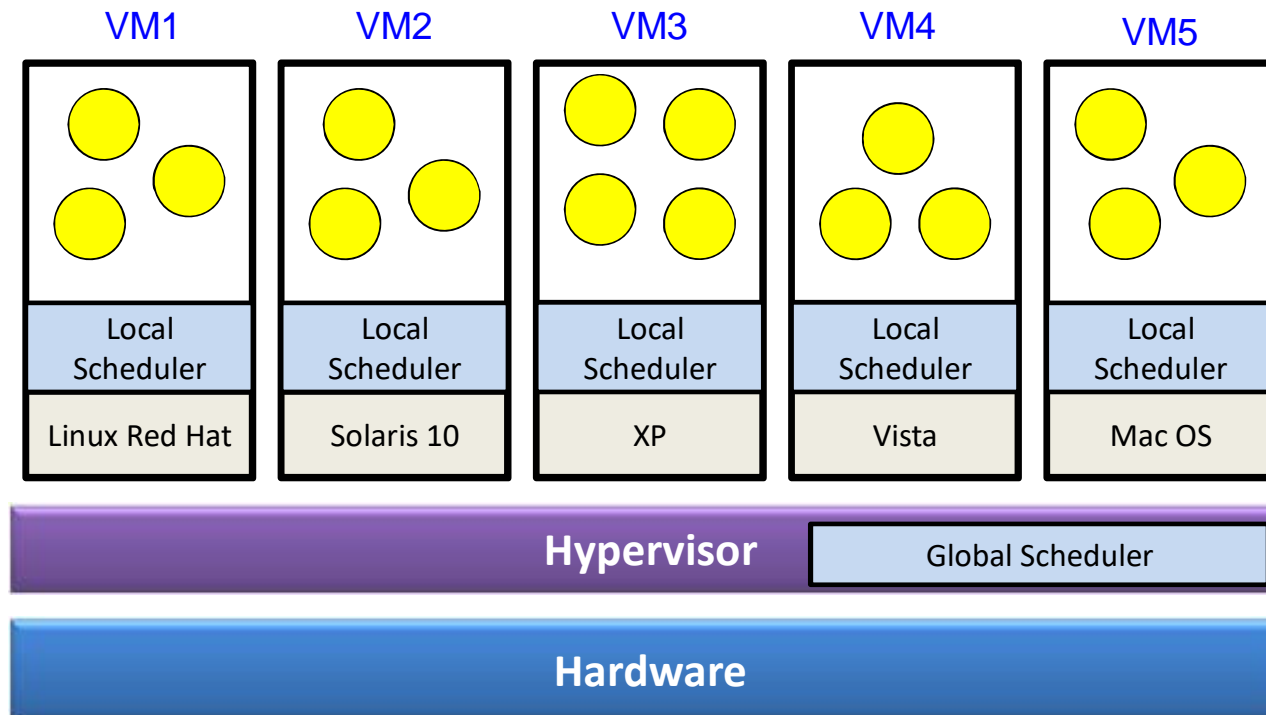 VM1
VM2
VM3
VM4
VM5
Local
Scheduler
Local
Scheduler
Local
Scheduler
Local
Scheduler
Local
Scheduler
Linux Red Hat
Solaris 10
XP
Vista
Mac OS
Hypervisor
Global Scheduler
Hardware